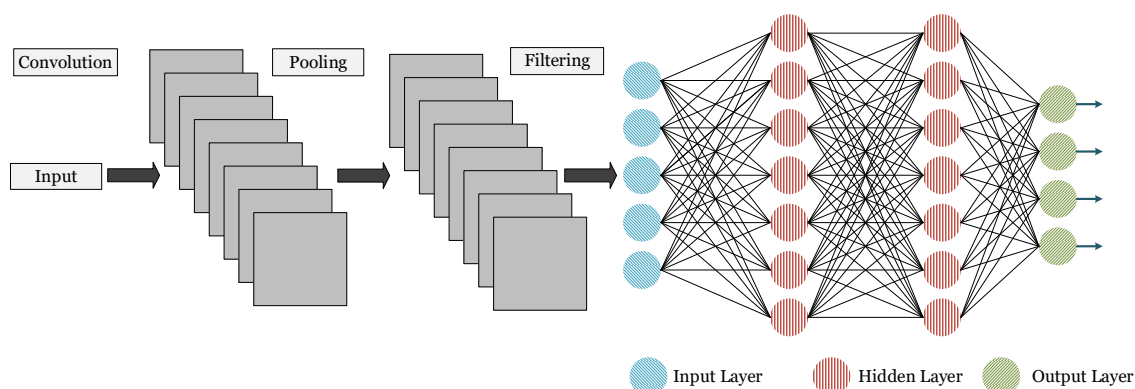 Convolution
Pooling
Filtering
Input
Input Layer
Hidden Layer
Output Layer